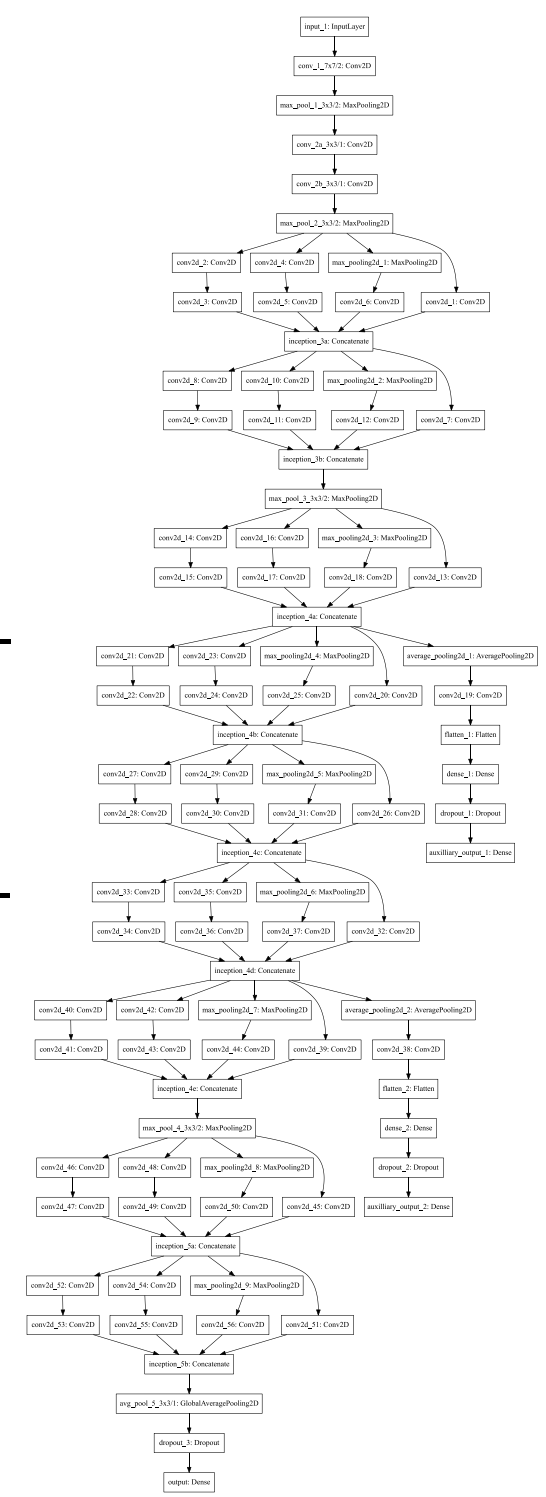 input_1: InputLayer
conv_1_7x7/2: Conv2D
max_pool_1_3x3/2: MaxPooling2D
conv_2a_3x3/1: Conv2D
conv_2b_3x3/1: Conv2D
max_pool_2_3x3/2: MaxPooling2D
conv2d_2: Conv2D conv2d_4: Conv2D max_pooling2d_1: MaxPooling2D
conv2d_3: Conv2D conv2d_5: Conv2D conv2d_6: Conv2D conv2d_1: Conv2D
inception_3a: Concatenate
conv2d_8: Conv2D conv2d_10: Conv2D max_pooling2d_2: MaxPooling2D
conv2d_9: Conv2D conv2d_11: Conv2D conv2d_12: Conv2D conv2d_7: Conv2D
inception_3b: Concatenate
max_pool_3_3x3/2: MaxPooling2D
conv2d_14: Conv2D conv2d_16: Conv2D max_pooling2d_3: MaxPooling2D
conv2d_15: Conv2D conv2d_17: Conv2D conv2d_18: Conv2D conv2d_13: Conv2D
inception_4a: Concatenate
conv2d_21: Conv2D conv2d_23: Conv2D max_pooling2d_4: MaxPooling2D average_pooling2d_1: AveragePooling2D
conv2d_22: Conv2D conv2d_24: Conv2D conv2d_25: Conv2D conv2d_20: Conv2D conv2d_19: Conv2D
inception_4b: Concatenate flatten_1: Flatten
conv2d_27: Conv2D conv2d_29: Conv2D max_pooling2d_5: MaxPooling2D dense_1: Dense
conv2d_28: Conv2D conv2d_30: Conv2D conv2d_31: Conv2D conv2d_26: Conv2D dropout_1: Dropout
inception_4c: Concatenate auxilliary_output_1: Dense
conv2d_33: Conv2D conv2d_35: Conv2D max_pooling2d_6: MaxPooling2D
conv2d_34: Conv2D conv2d_36: Conv2D conv2d_37: Conv2D conv2d_32: Conv2D
inception_4d: Concatenate
conv2d_40: Conv2D conv2d_42: Conv2D max_pooling2d_7: MaxPooling2D average_pooling2d_2: AveragePooling2D
conv2d_41: Conv2D conv2d_43: Conv2D conv2d_44: Conv2D conv2d_39: Conv2D conv2d_38: Conv2D
inception_4e: Concatenate flatten_2: Flatten
max_pool_4_3x3/2: MaxPooling2D dense_2: Dense
conv2d_46: Conv2D conv2d_48: Conv2D max_pooling2d_8: MaxPooling2D dropout_2: Dropout
conv2d_47: Conv2D conv2d_49: Conv2D conv2d_50: Conv2D conv2d_45: Conv2D auxilliary_output_2: Dense
inception_5a: Concatenate
conv2d_52: Conv2D conv2d_54: Conv2D max_pooling2d_9: MaxPooling2D
conv2d_53: Conv2D conv2d_55: Conv2D conv2d_56: Conv2D conv2d_51: Conv2D
inception_5b: Concatenate
avg_pool_5_3x3/1: GlobalAveragePooling2D
dropout_3: Dropout
output: Dense